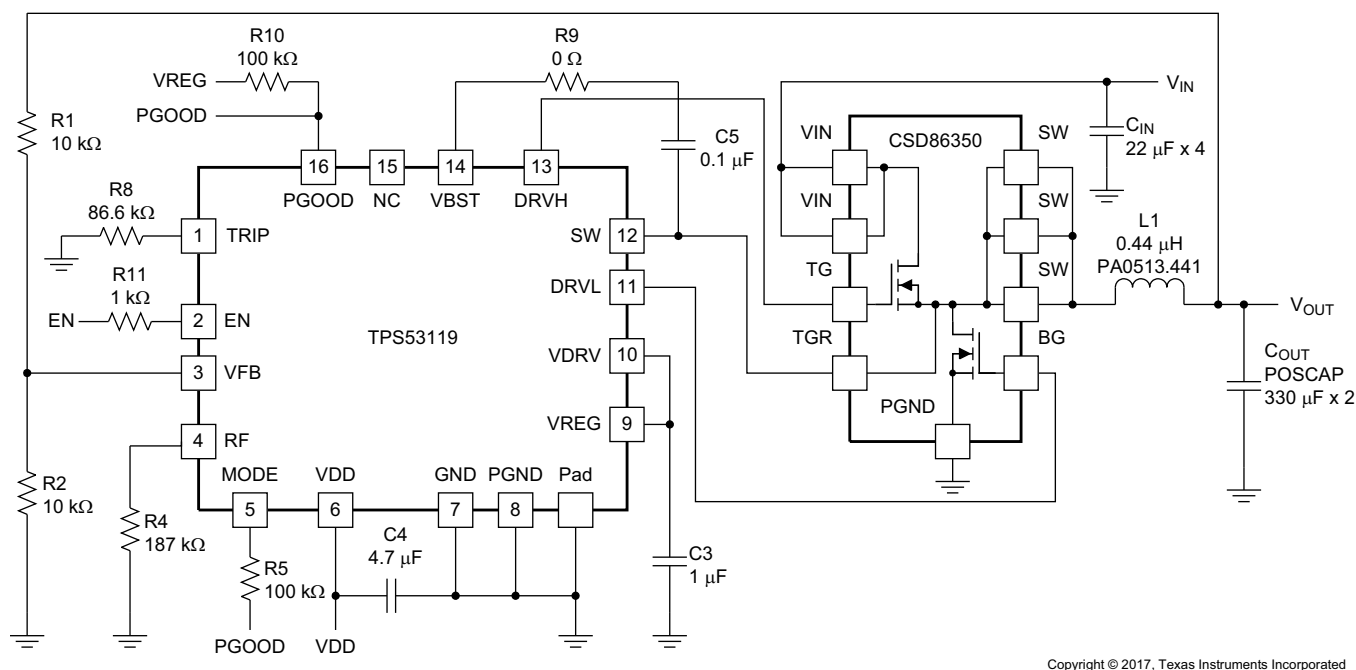 R10
100 kΩ
VREG
PGOOD
R9
0 Ω
R1
10 kΩ
C5
0.1 μF
V_IN
C_IN
22 μF x 4
VIN
CSD86350
SW
VIN
SW
TG
SW
TGR
BG
PGND
L1
0.44 μH
PA0513.441
V_OUT
C_OUT
POSCAP
330 μF x 2
16
15
14
13
PGOOD
NC
VBST
DRVH
R8
86.6 kΩ
1
TRIP
SW
12
R11
1 kΩ
DRVL
11
EN
2
EN
TPS53119
VDRV
10
3
VFB
VREG
9
4
RF
MODE
VDD
GND
PGND
Pad
5
6
7
8
R2
10 kΩ
R4
187 kΩ
R5
100 kΩ
C4
4.7 μF
C3
1 μF
PGOOD
VDD
Copyright © 2017, Texas Instruments Incorporated